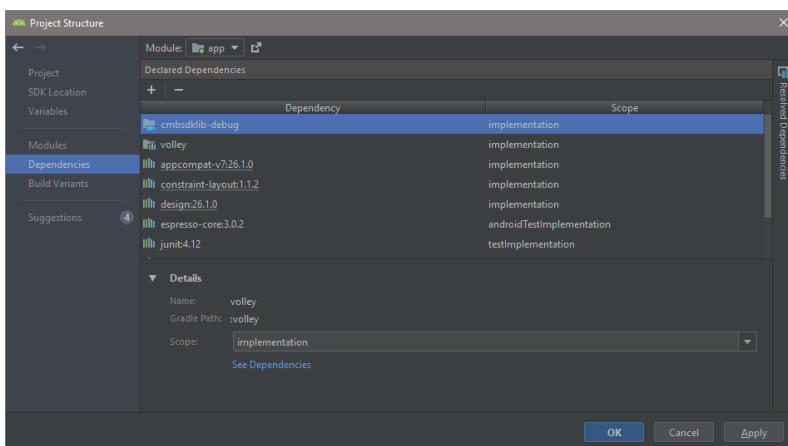 Project Structure
Module: app
Project
SDK Location
Variables
Modules
Dependencies
Build Variants
Suggestions 4
Declared Dependencies
Dependency Scope
cmbsdklib-debug implementation
volley implementation
appcompat-v7:26.1.0 implementation
constraint-layout:1.1.2 implementation
design:26.1.0 implementation
espresso-core:3.0.2 androidTestImplementation
junit:4.12 testImplementation
Details
Name: volley
Gradle Path: :volley
Scope: implementation
See Dependencies
Resolved Dependencies
OK Cancel Apply